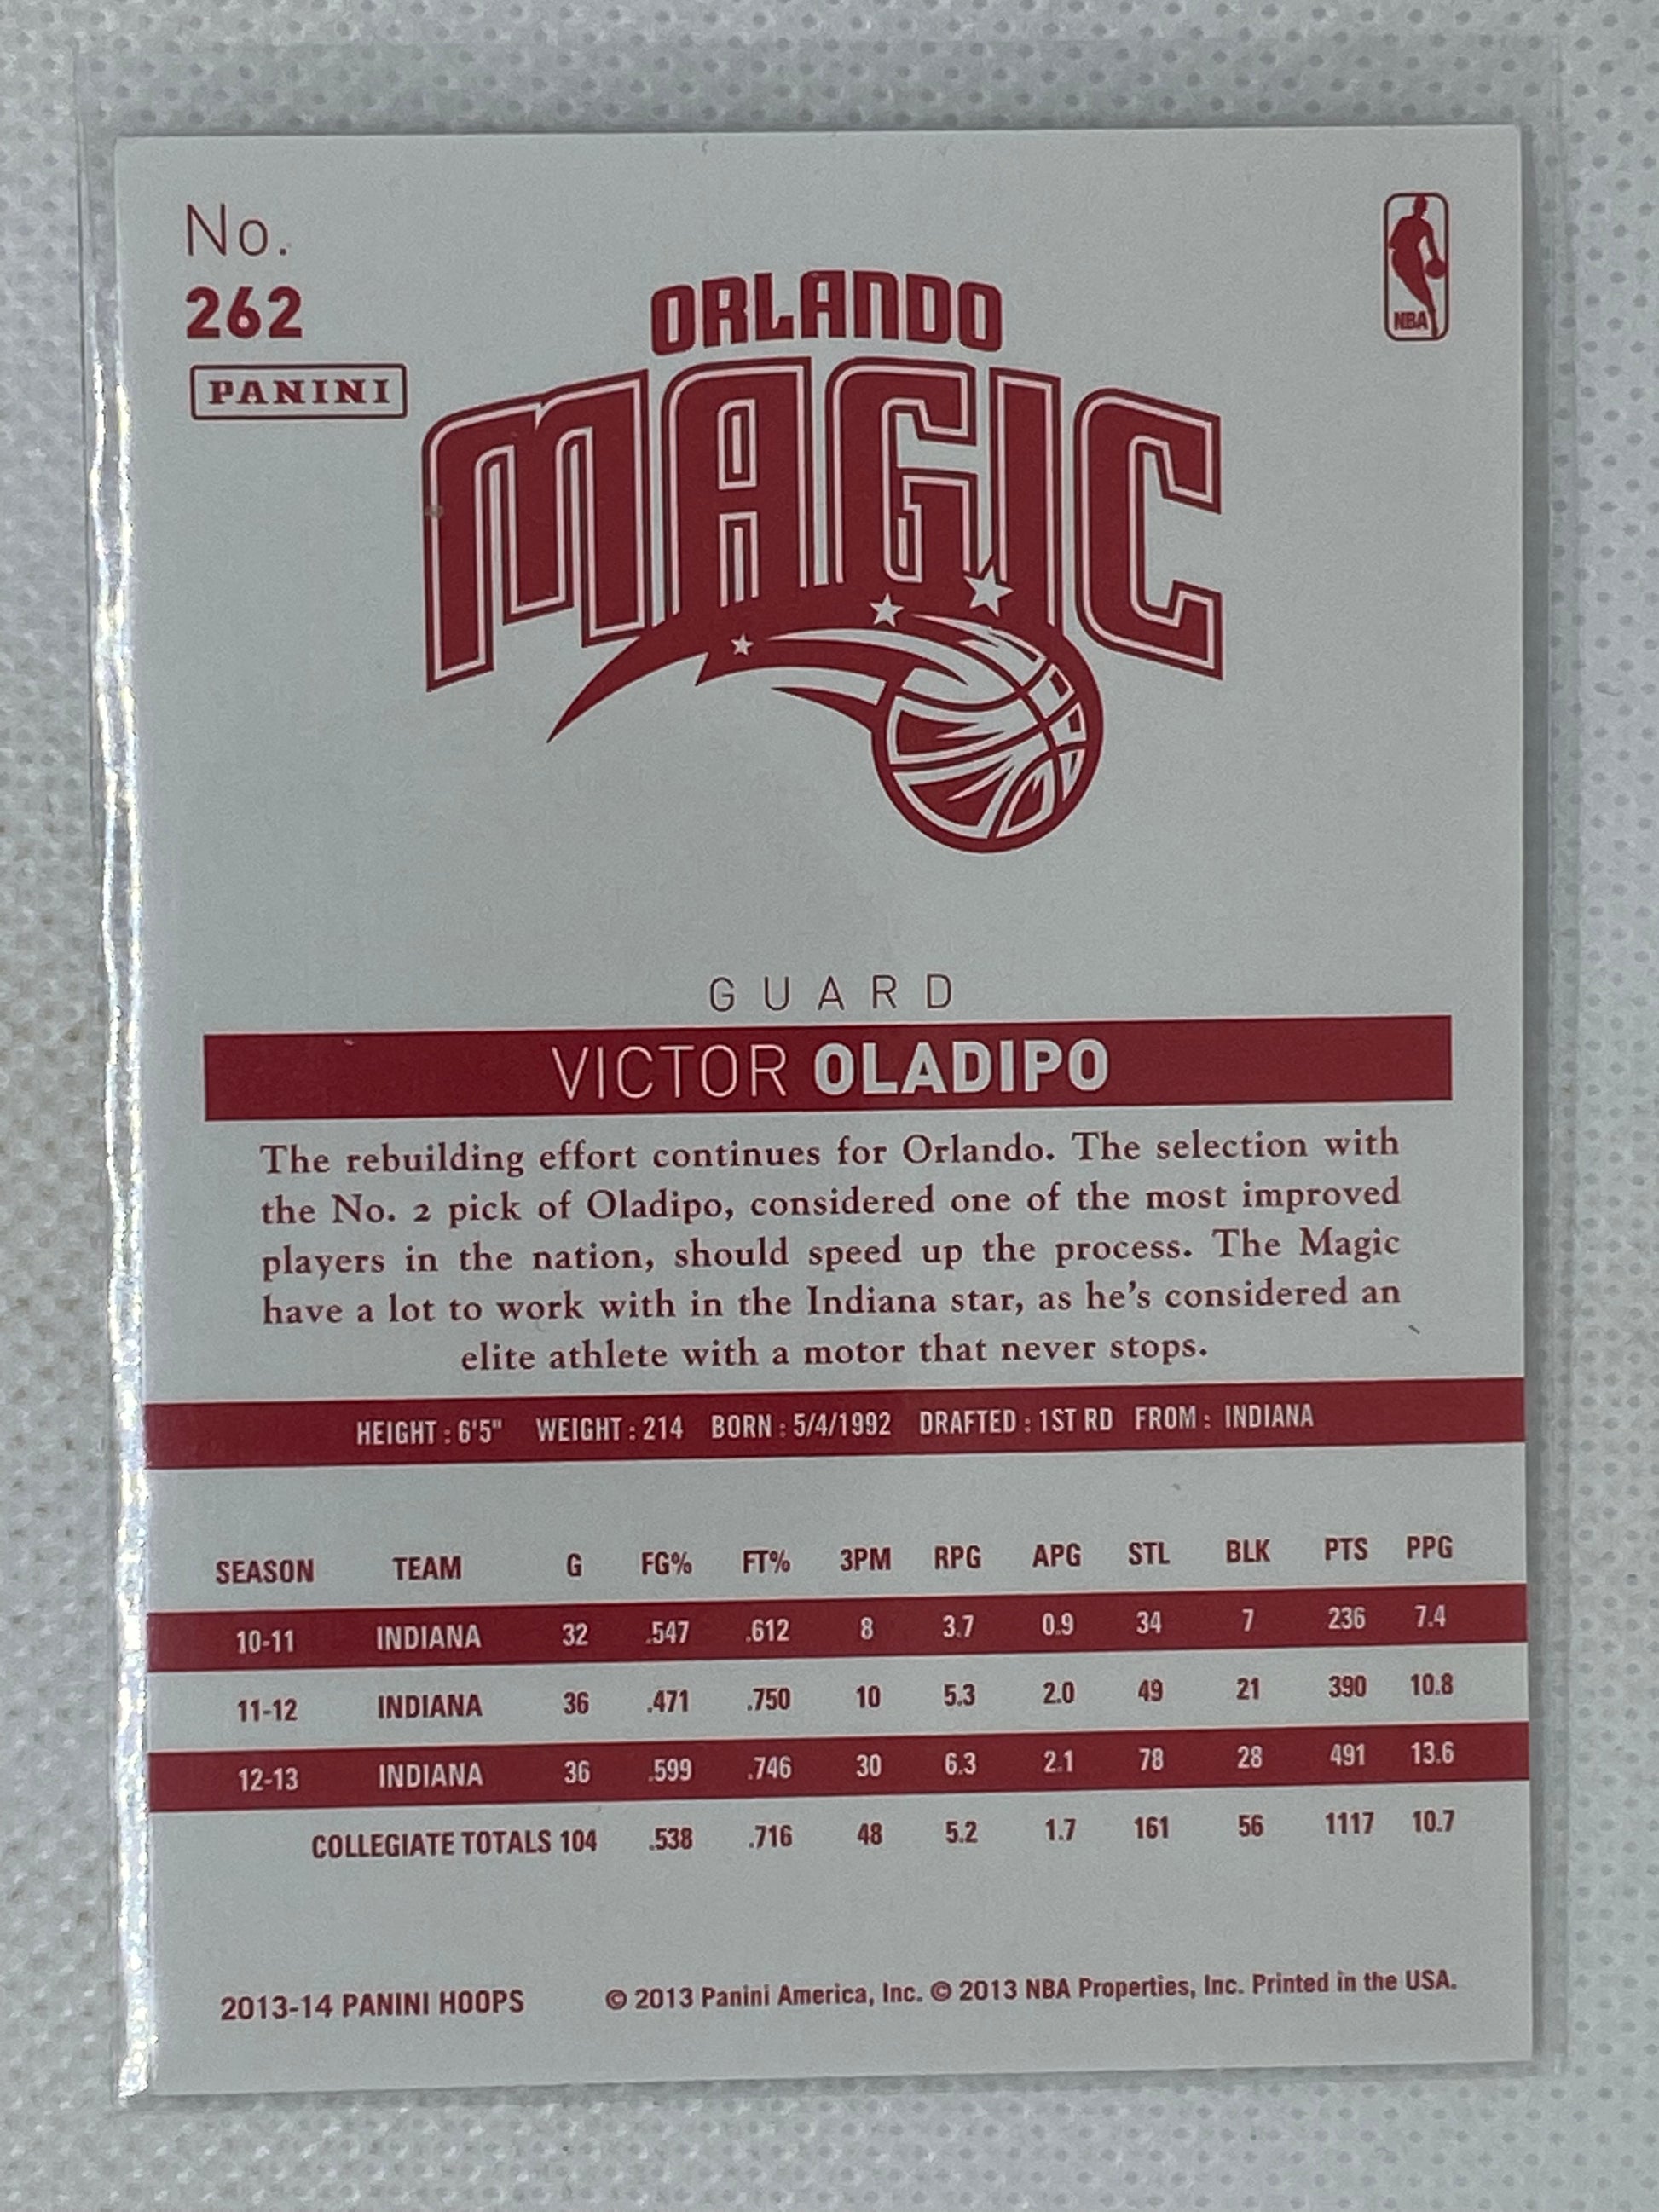 No.
262
PANINI
NBA
ORLANDO
MAGIC
GUARD
VICTOR OLADIPO
The rebuilding effort continues for Orlando. The selection with
the No. 2 pick of Oladipo, considered one of the most improved
players in the nation, should speed up the process. The Magic
have a lot to work with in the Indiana star, as he's considered an
elite athlete with a motor that never stops.
HEIGHT : 6'5" WEIGHT : 214 BORN : 5/4/1992 DRAFTED : 1ST RD FROM : INDIANA
SEASON TEAM G FG% FT% 3PM RPG APG STL BLK PTS PPG
10-11 INDIANA 32 .547 .612 8 3.7 0.9 34 7 236 7.4
11-12 INDIANA 36 .471 .750 10 5.3 2.0 49 21 390 10.8
12-13 INDIANA 36 .599 .746 30 6.3 2.1 78 28 491 13.6
COLLEGIATE TOTALS 104 .538 .716 48 5.2 1.7 161 56 1117 10.7
2013-14 PANINI HOOPS © 2013 Panini America, Inc. © 2013 NBA Properties, Inc. Printed in the USA.